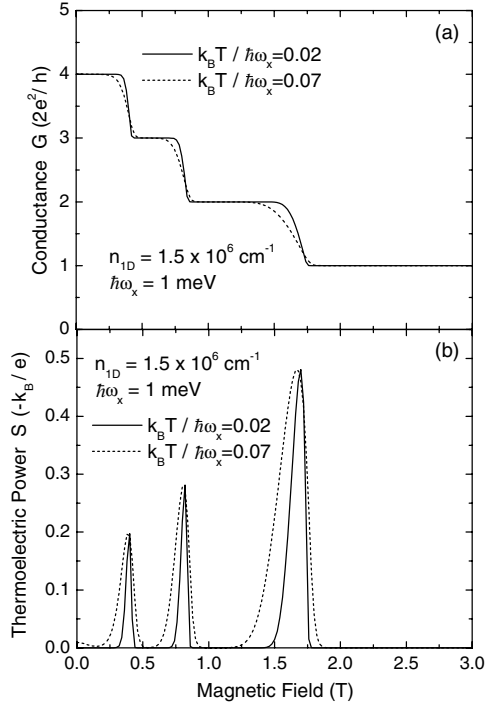 (a)
k_BT / ħω_x=0.02
k_BT / ħω_x=0.07
Conductance G (2e²/ h)
5
4
3
2
1
0
n_1D = 1.5 x 10⁶ cm⁻¹
ħω_x = 1 meV
(b)
n_1D = 1.5 x 10⁶ cm⁻¹
ħω_x = 1 meV
k_BT / ħω_x=0.02
k_BT / ħω_x=0.07
Thermoelectric Power S (-k_B/ e)
0.5
0.4
0.3
0.2
0.1
0.0
0.0 0.5 1.0 1.5 2.0 2.5 3.0
Magnetic Field (T)